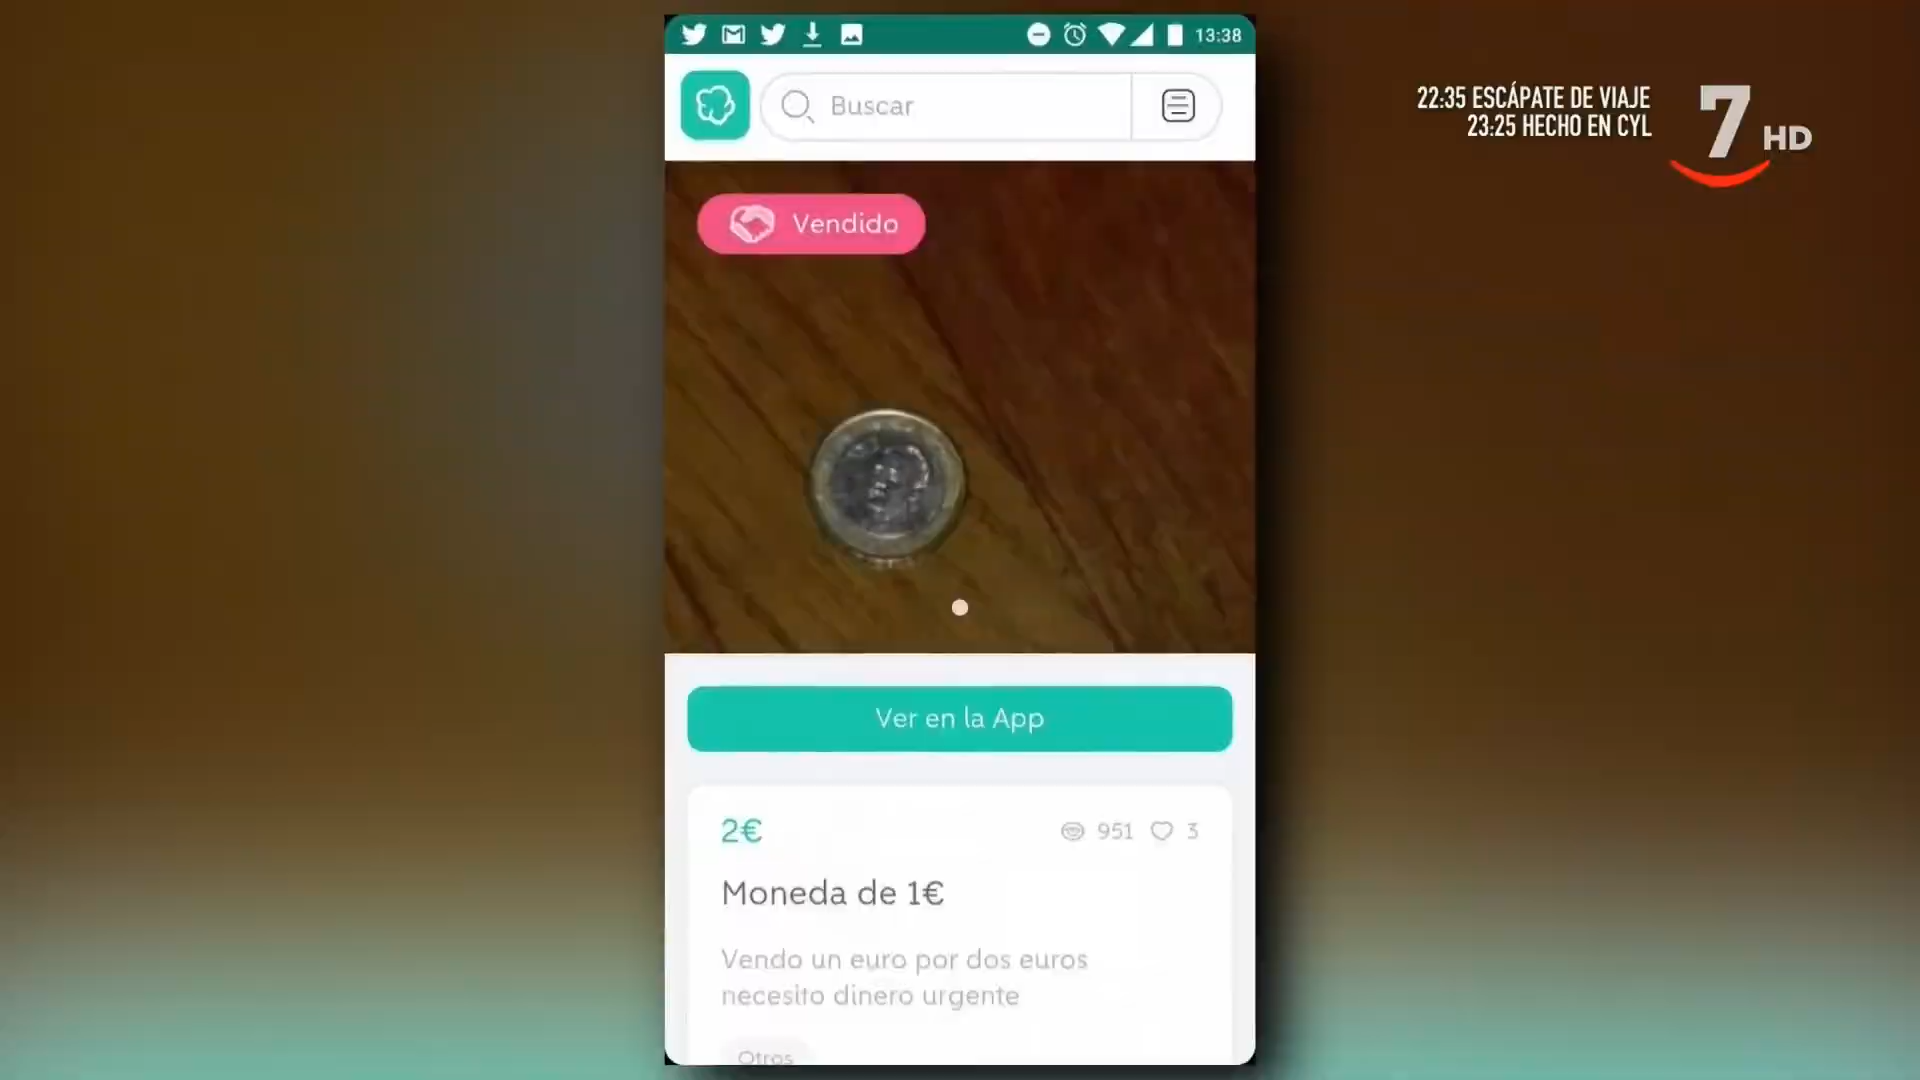 13:38
Buscar
22:35 ESCÁPATE DE VIAJE
23:25 HECHO EN CYL
7 HD
Vendido
Ver en la App
2€
951
3
Moneda de 1€
Vendo un euro por dos euros
necesito dinero urgente
Otros